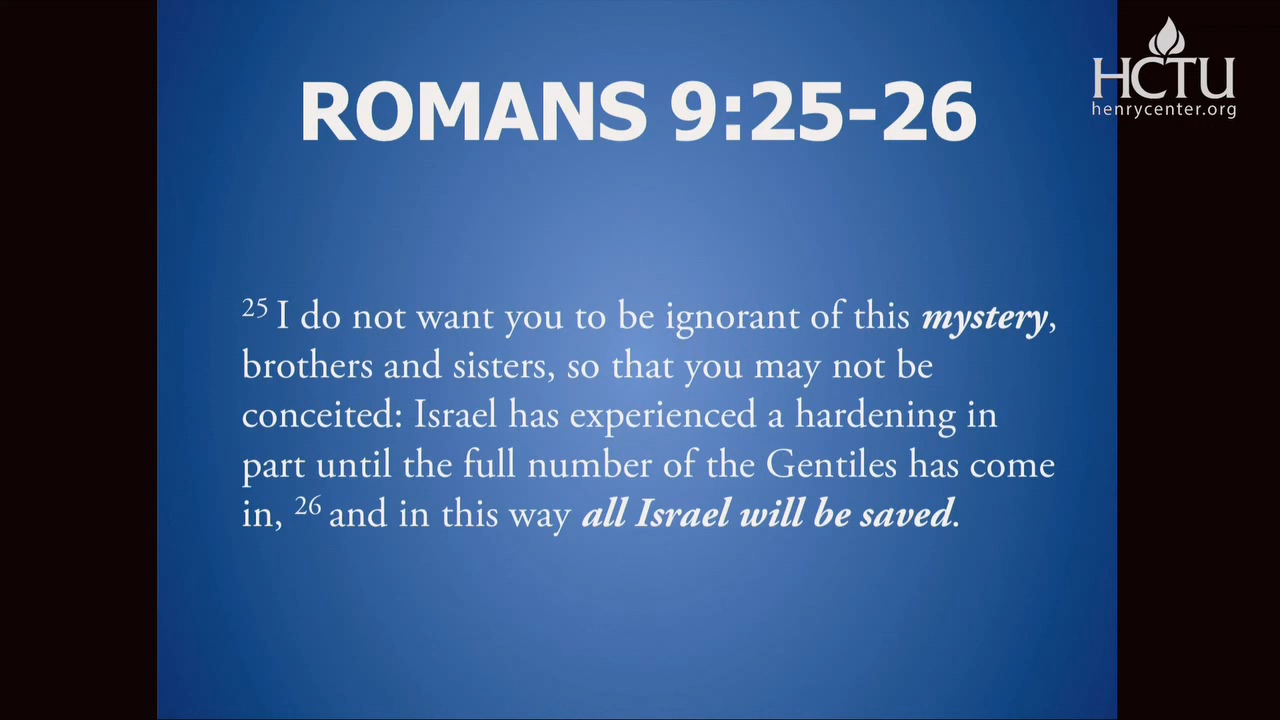 ROMANS 9:25-26
HCTU
henrycenter.org
25 I do not want you to be ignorant of this mystery,
brothers and sisters, so that you may not be
conceited: Israel has experienced a hardening in
part until the full number of the Gentiles has come
in, 26 and in this way all Israel will be saved.